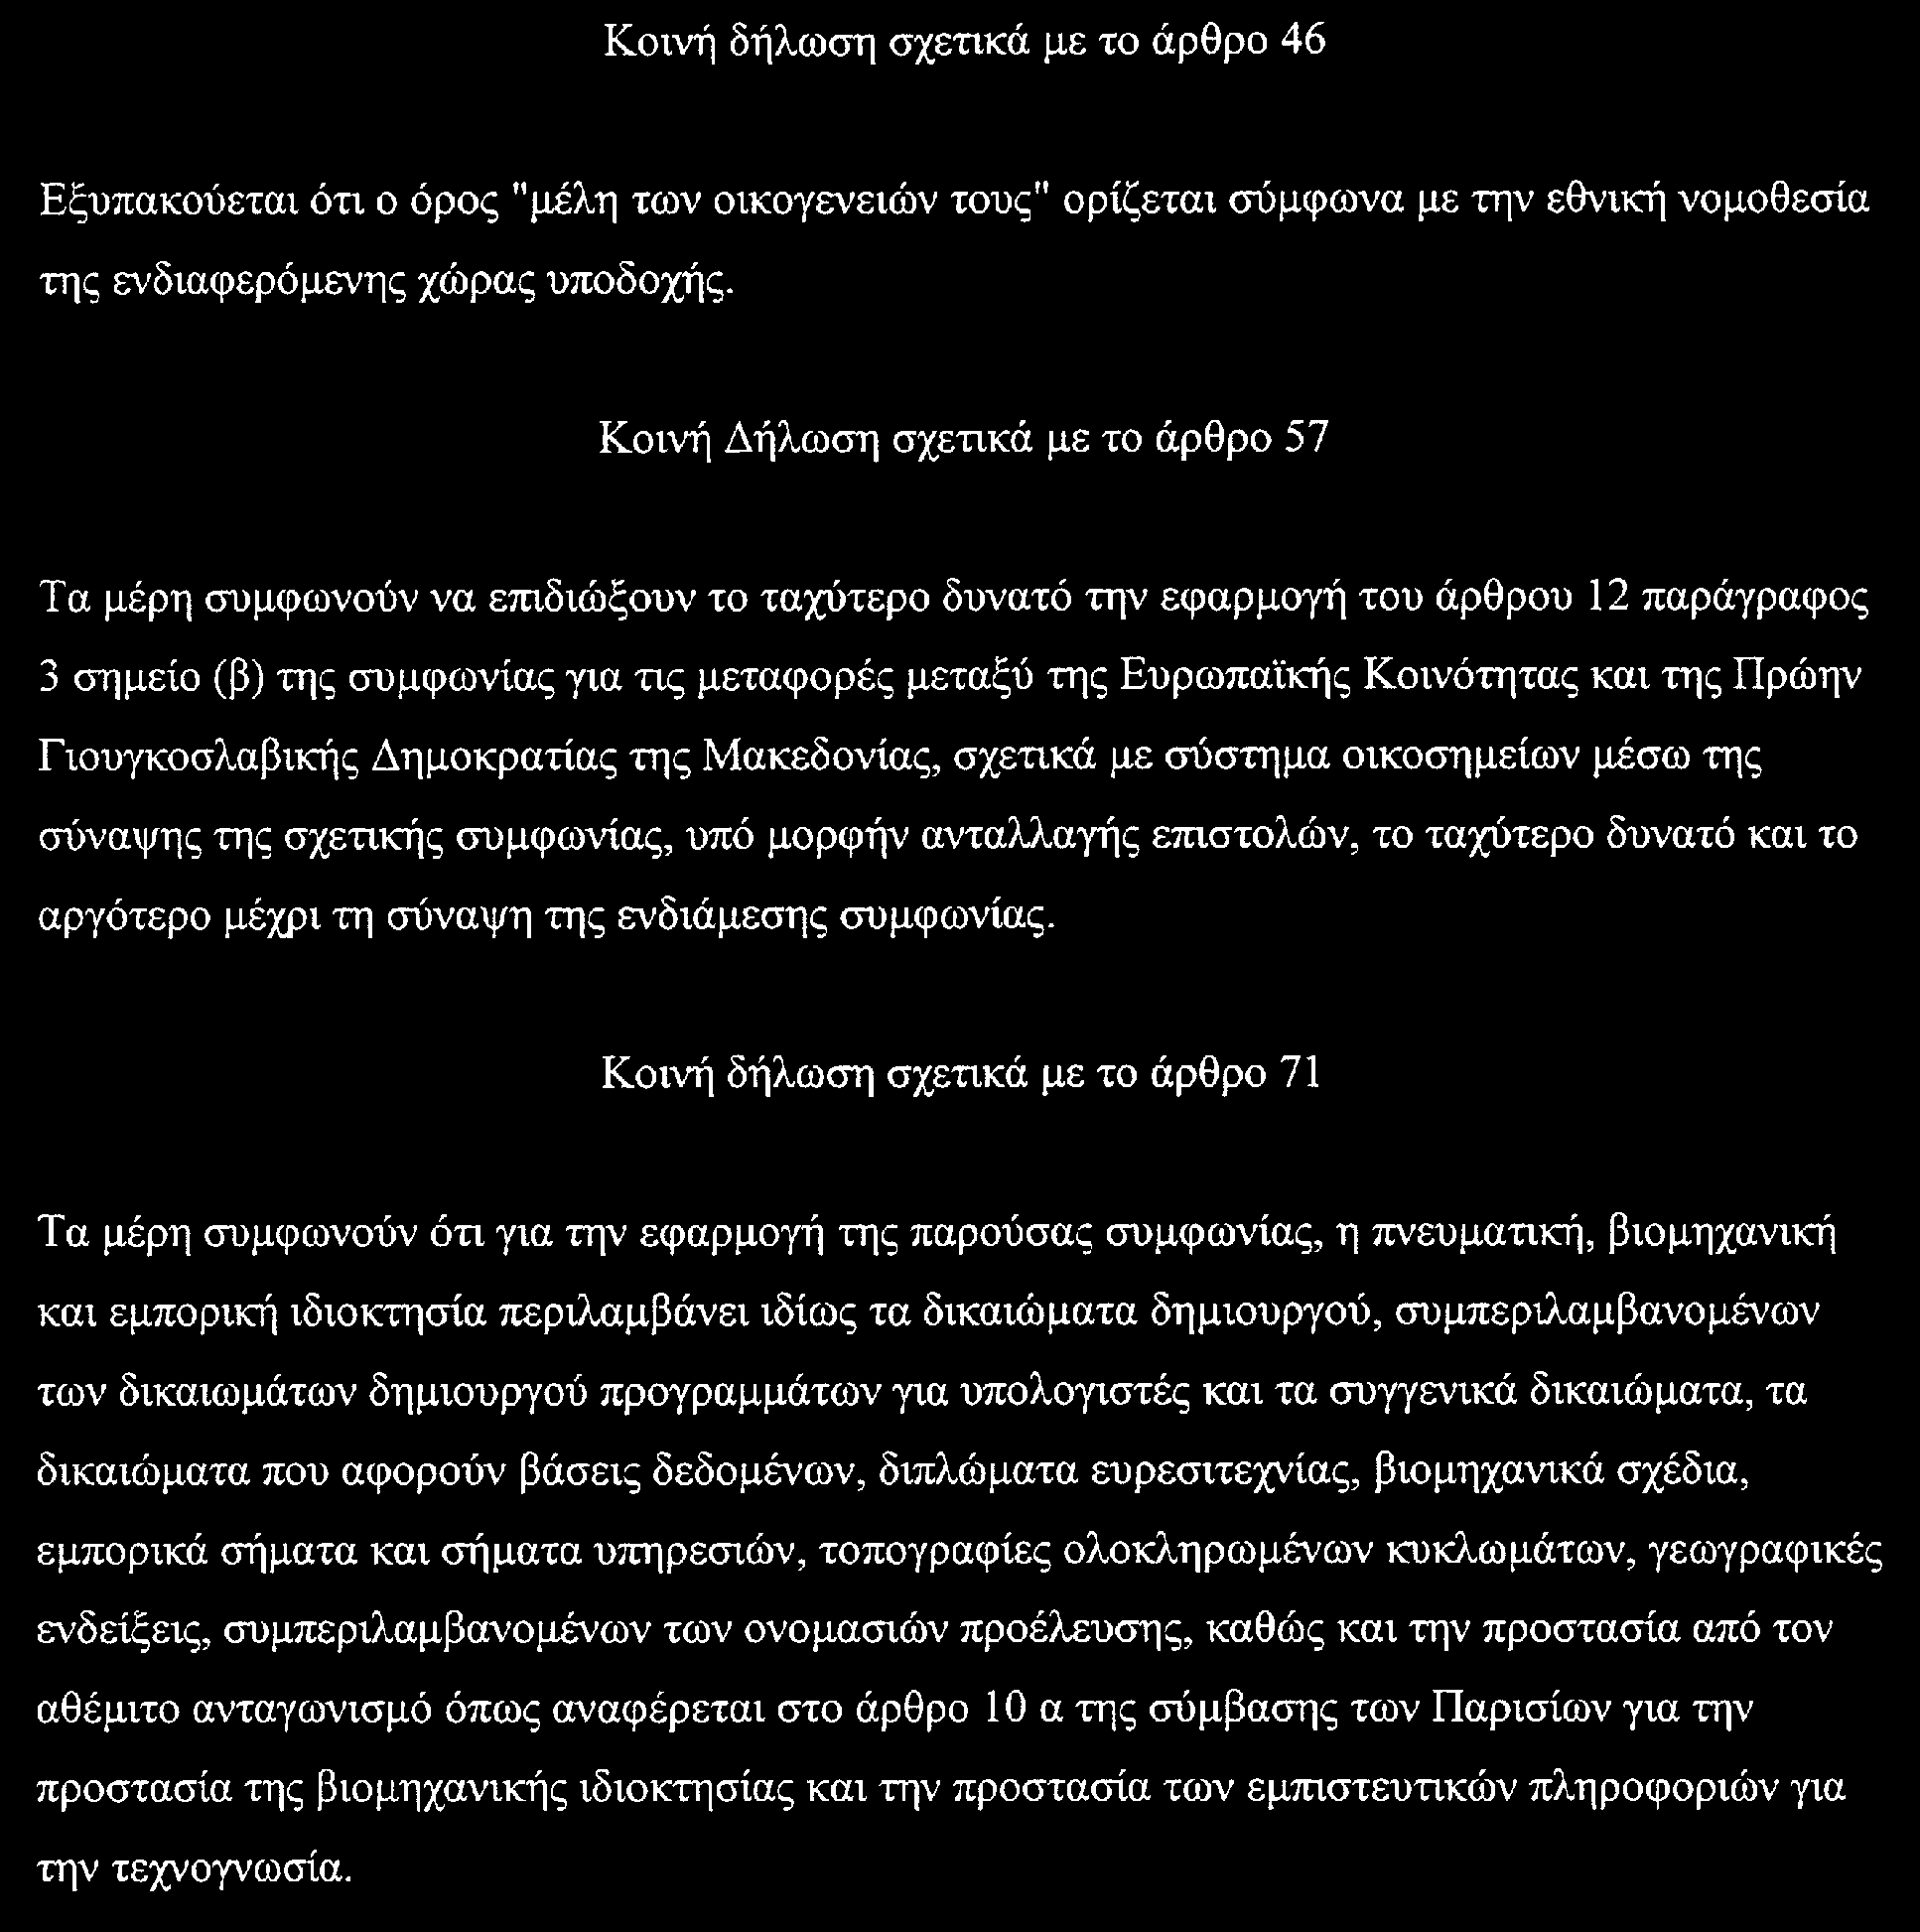 Κοινή δήλωση σχετικά με το άρθρο 46
Εξυπακούεται ότι ο όρος "μέλη των οικογενειών τους" ορίζεται σύμφωνα με την εθνική νομοθεσία
της ενδιαφερόμενης χώρας υποδοχής.
Κοινή Δήλωση σχετικά με το άρθρο 57
Τα μέρη συμφωνούν να επιδιώξουν το ταχύτερο δυνατό την εφαρμογή του άρθρου 12 παράγραφος
3 σημείο (β) της συμφωνίας για τις μεταφορές μεταξύ της Ευρωπαϊκής Κοινότητας και της Πρώην
Γιουγκοσλαβικής Δημοκρατίας της Μακεδονίας, σχετικά με σύστημα οικοσημείων μέσω της
σύναψης της σχετικής συμφωνίας, υπό μορφήν ανταλλαγής επιστολών, το ταχύτερο δυνατό και το
αργότερο μέχρι τη σύναψη της ενδιάμεσης συμφωνίας.
Κοινή δήλωση σχετικά με το άρθρο 71
Τα μέρη συμφωνούν ότι για την εφαρμογή της παρούσας συμφωνίας, η πνευματική, βιομηχανική
και εμπορική ιδιοκτησία περιλαμβάνει ιδίως τα δικαιώματα δημιουργού, συμπεριλαμβανομένων
των δικαιωμάτων δημιουργού προγραμμάτων για υπολογιστές και τα συγγενικά δικαιώματα, τα
δικαιώματα που αφορούν βάσεις δεδομένων, διπλώματα ευρεσιτεχνίας, βιομηχανικά σχέδια,
εμπορικά σήματα και σήματα υπηρεσιών, τοπογραφίες ολοκληρωμένων κυκλωμάτων, γεωγραφικές
ενδείξεις, συμπεριλαμβανομένων των ονομασιών προέλευσης, καθώς και την προστασία από τον
αθέμιτο ανταγωνισμό όπως αναφέρεται στο άρθρο 10 α της σύμβασης των Παρισίων για την
προστασία της βιομηχανικής ιδιοκτησίας και την προστασία των εμπιστευτικών πληροφοριών για
την τεχνογνωσία.